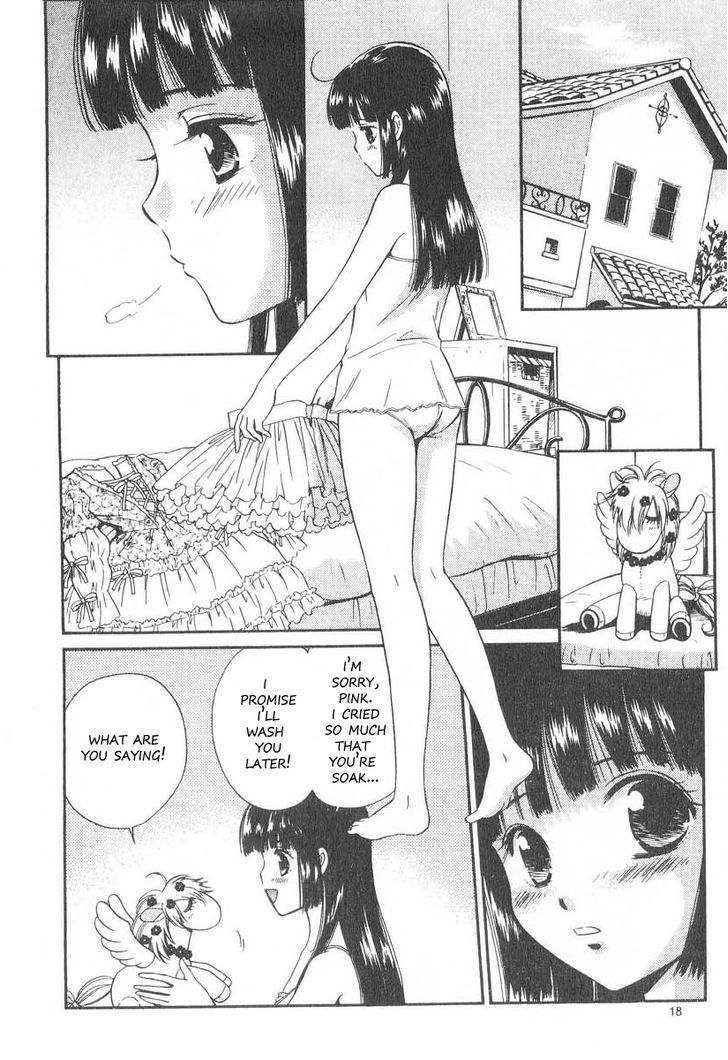 I'M
SORRY,
PINK.
I CRIED
SO MUCH
THAT
YOU'RE
SOAK...
I
PROMISE
I'LL
WASH
YOU
LATER!
WHAT ARE
YOU SAYING!
18